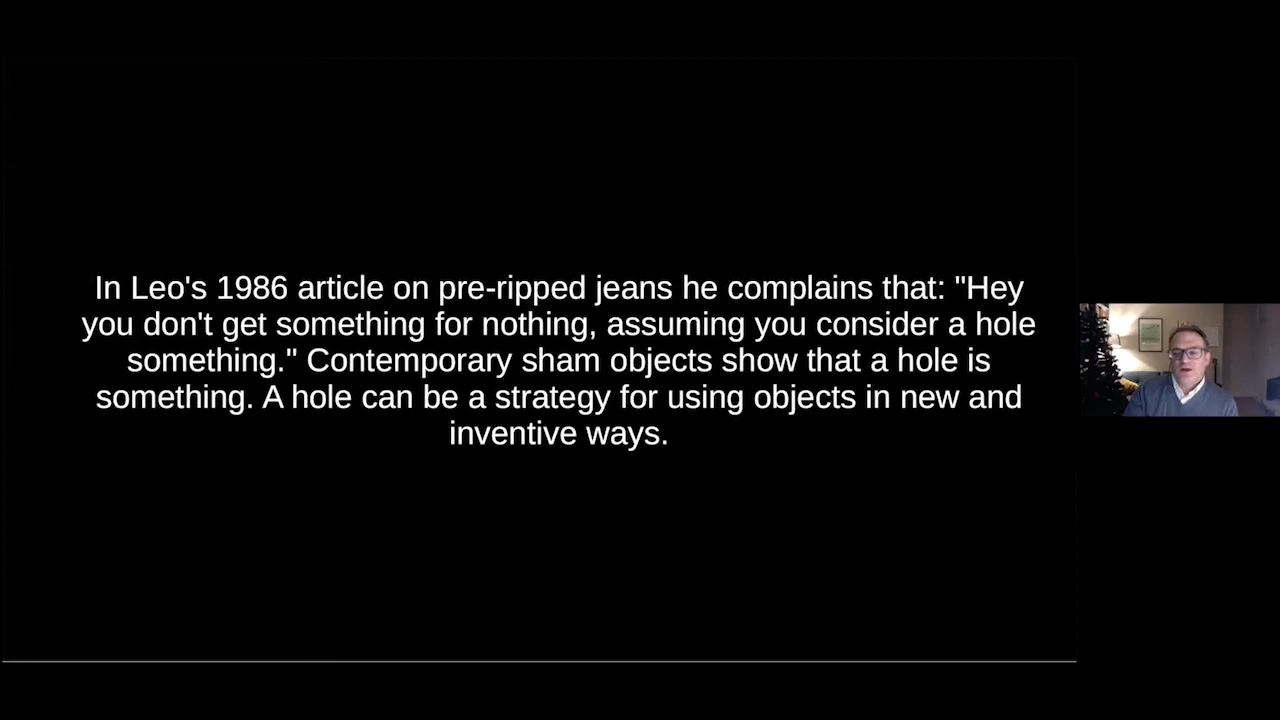 In Leo's 1986 article on pre-ripped jeans he complains that: "Hey
you don't get something for nothing, assuming you consider a hole
something." Contemporary sham objects show that a hole is
something. A hole can be a strategy for using objects in new and
inventive ways.